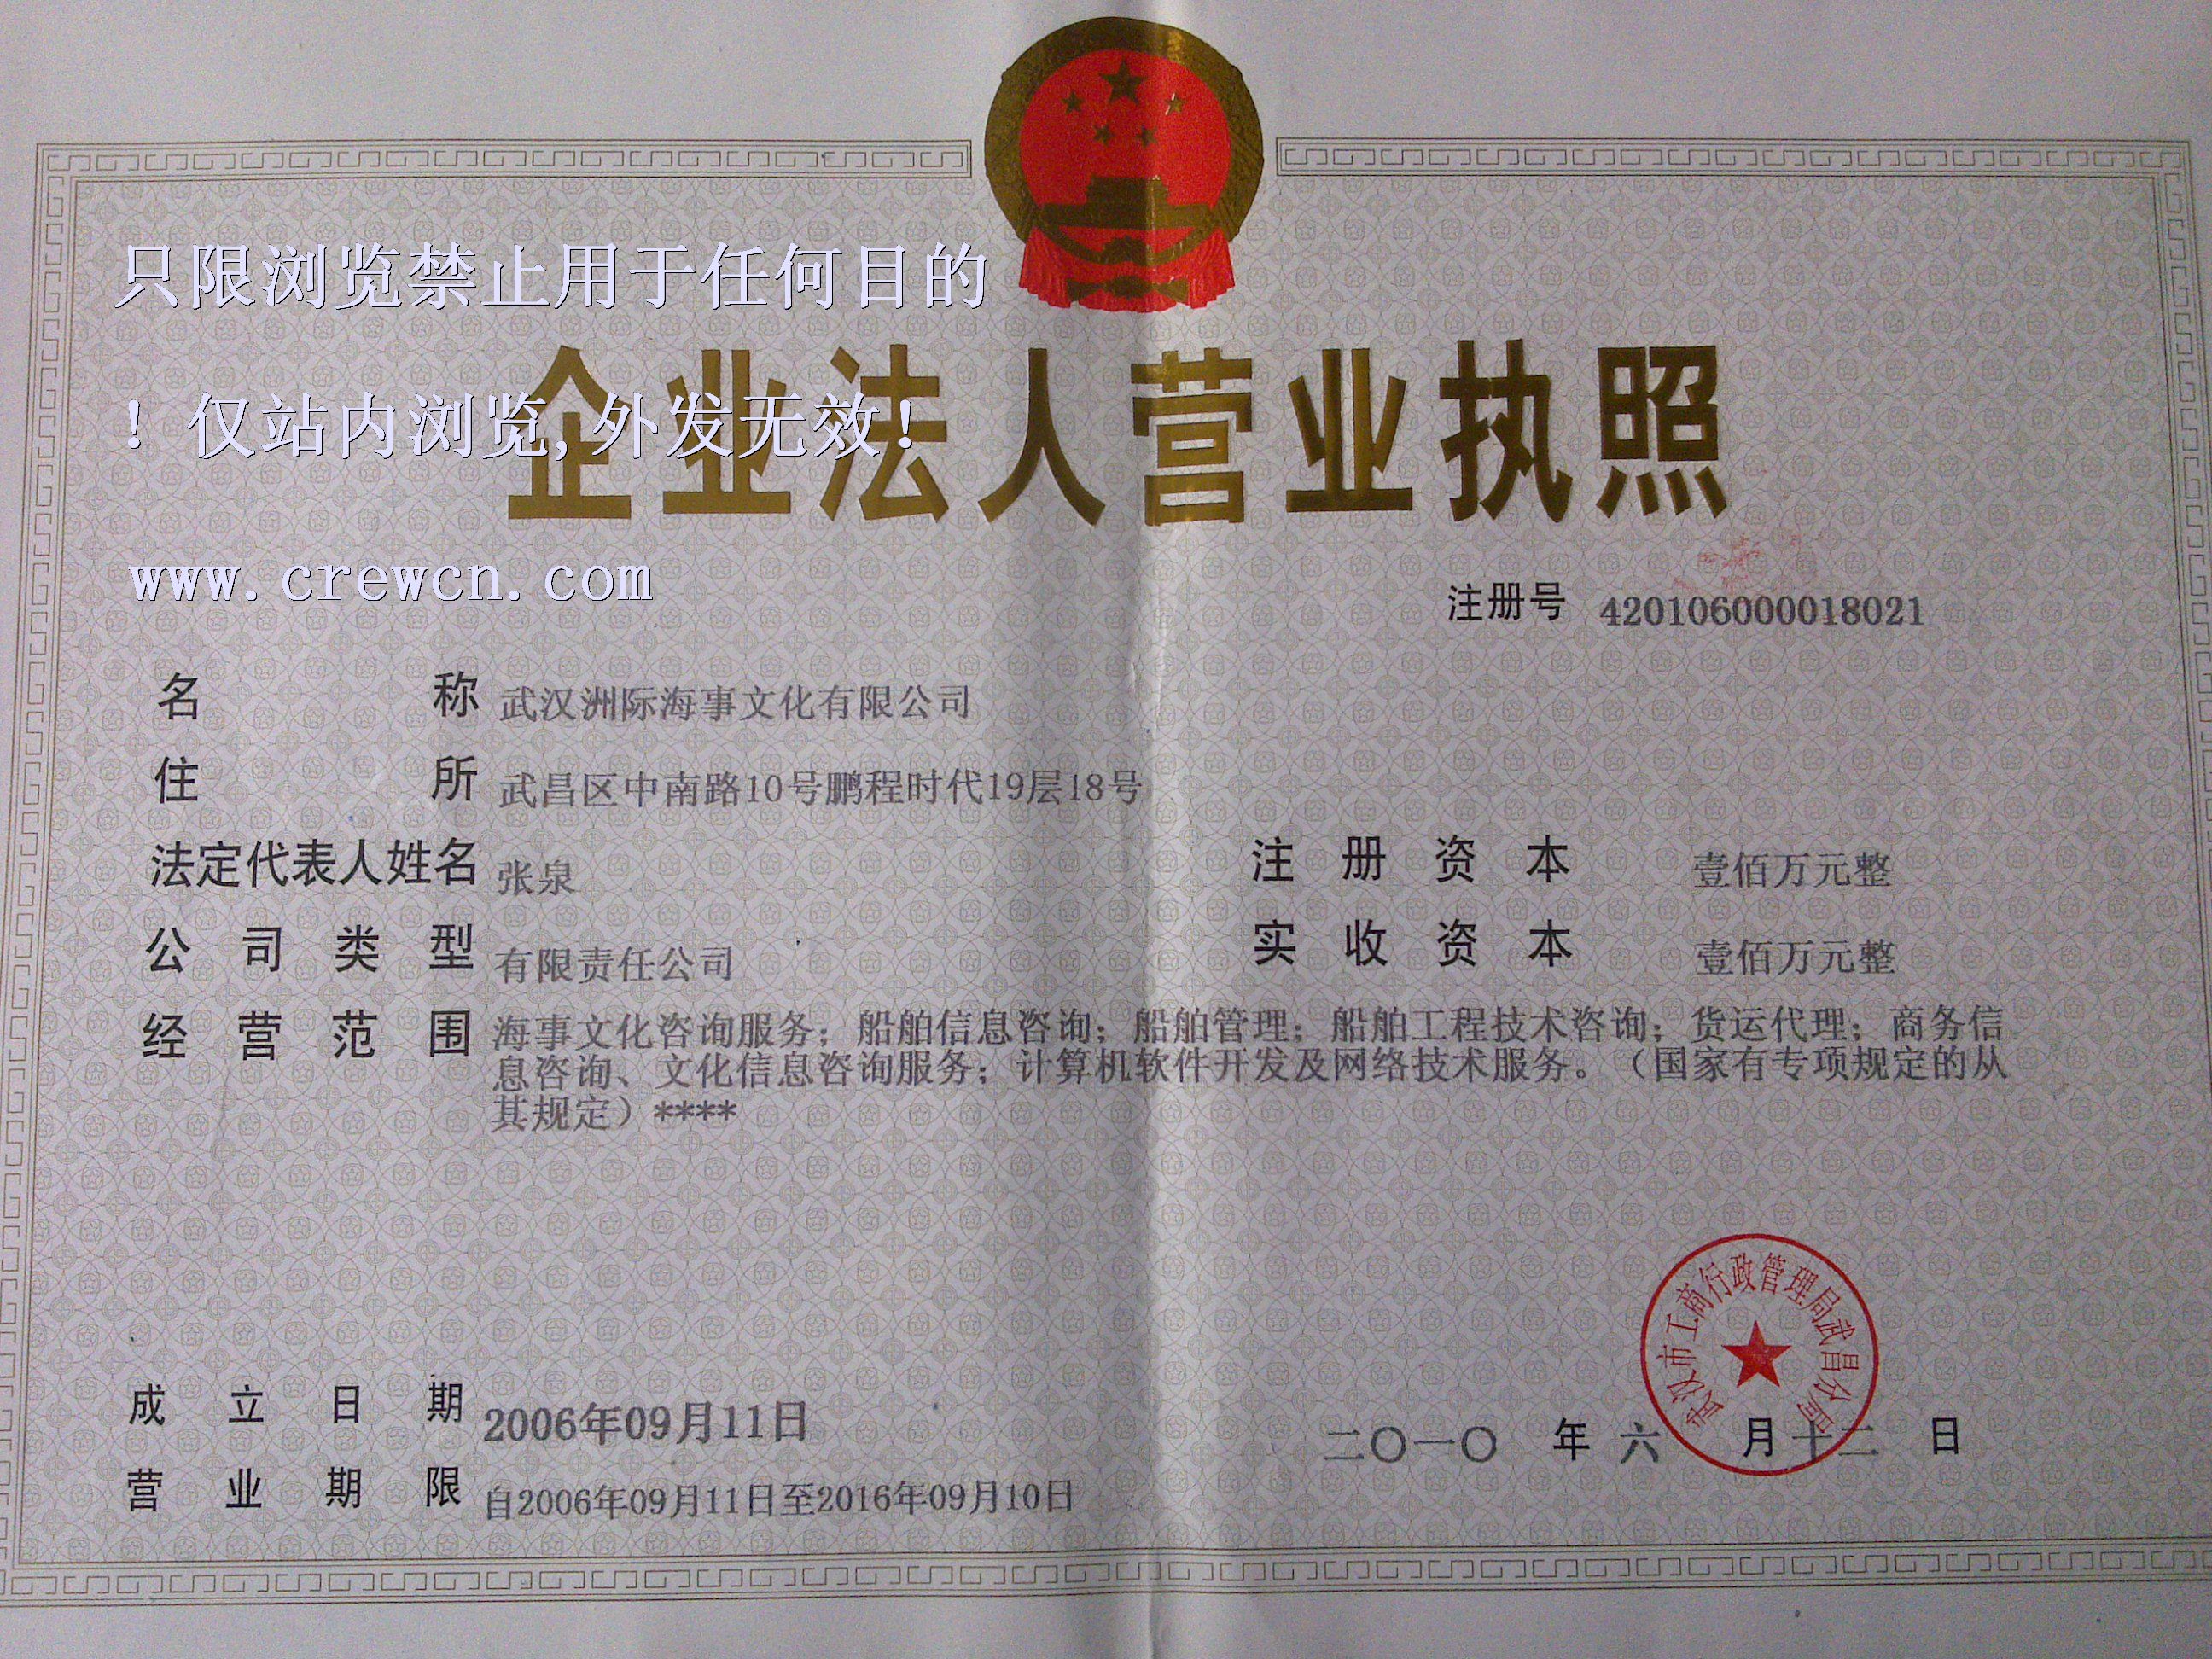 只限浏览禁止用于任何目的
！仅站内浏览,外发无效！
www.crewcn.com
企业法人营业执照
注册号 420106000018021
名称 武汉洲际海事文化有限公司
住所 武昌区中南路10号鹏程时代19层18号
法定代表人姓名 张泉
注册资本 壹佰万元整
公司类型 有限责任公司
实收资本 壹佰万元整
经营范围 海事文化咨询服务；船舶信息咨询；船舶管理；船舶工程技术咨询；货运代理；商务信
息咨询、文化信息咨询服务；计算机软件开发及网络技术服务。（国家有专项规定的从
其规定）****
武汉市工商行政管理局武昌分局
成立日期 2006年09月11日
二〇一〇 年 六 月 十二 日
营业期限 自2006年09月11日至2016年09月10日